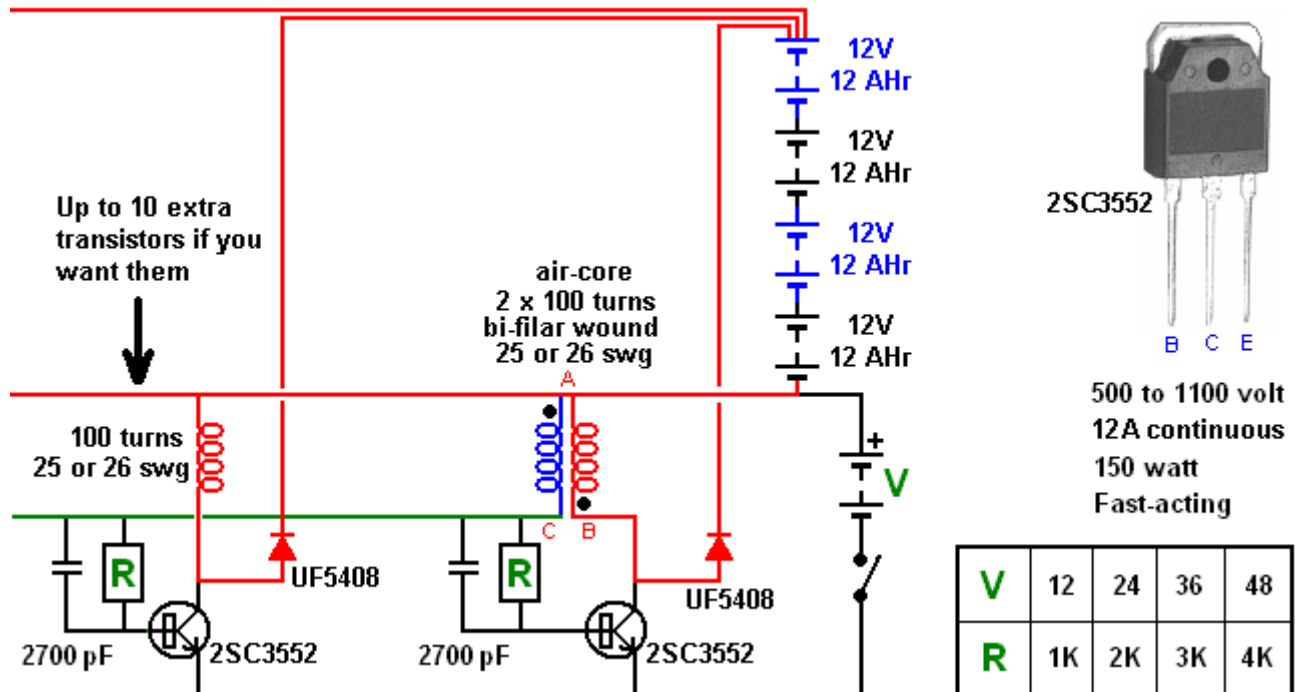 12V
12 AHr
12V
12 AHr
12V
12 AHr
12V
12 AHr
Up to 10 extra
transistors if you
want them
air-core
2 x 100 turns
bi-filar wound
25 or 26 swg
A
100 turns
25 or 26 swg
C
B
+
V
R
UF5408
2700 pF
2SC3552
R
UF5408
2700 pF
2SC3552
2SC3552
B C E
500 to 1100 volt
12A continuous
150 watt
Fast-acting
V 12 24 36 48
R 1K 2K 3K 4K